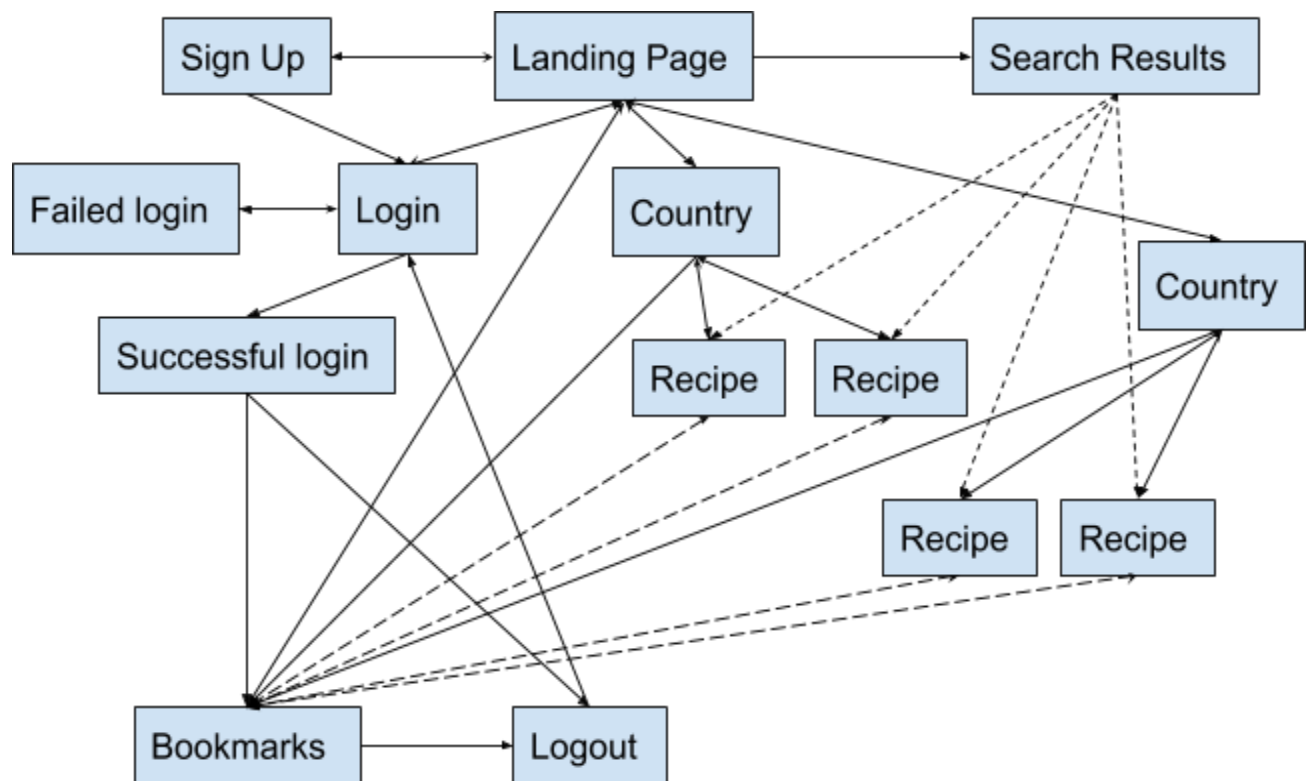 Sign Up
Landing Page
Search Results
Failed login
Login
Country
Country
Successful login
Recipe
Recipe
Recipe
Recipe
Bookmarks
Logout